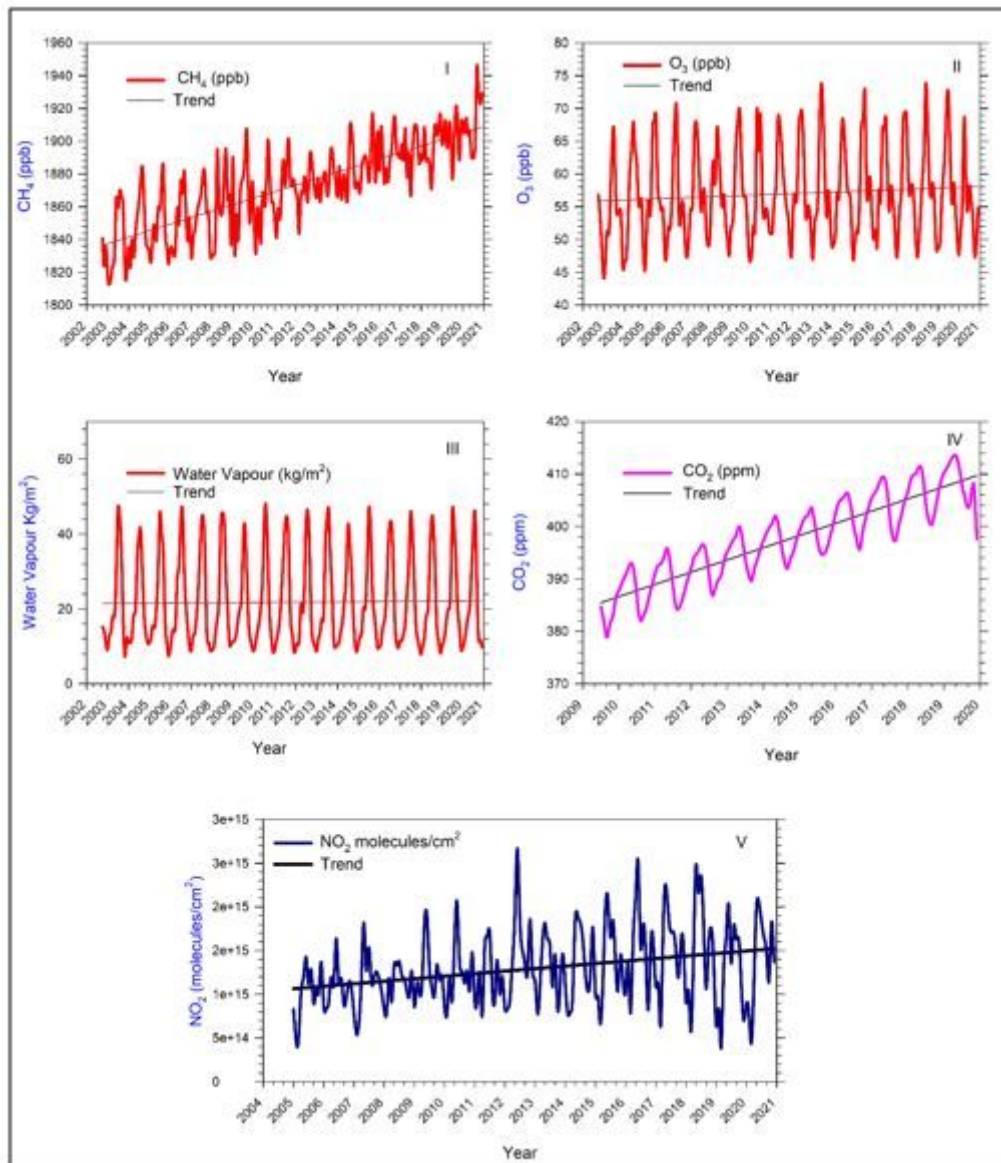 I
CH₄ (ppb)
Trend
CH₄ (ppb)
1960
1940
1920
1900
1880
1860
1840
1820
1800
2002 2003 2004 2005 2006 2007 2008 2009 2010 2011 2012 2013 2014 2015 2016 2017 2018 2019 2020 2021
Year
II
O₃ (ppb)
Trend
O₃ (ppb)
80
75
70
65
60
55
50
45
40
2002 2003 2004 2005 2006 2007 2008 2009 2010 2011 2012 2013 2014 2015 2016 2017 2018 2019 2020 2021
Year
III
Water Vapour (kg/m²)
Trend
Water Vapour Kg/m²)
60
40
20
0
2002 2003 2004 2005 2006 2007 2008 2009 2010 2011 2012 2013 2014 2015 2016 2017 2018 2019 2020 2021
Year
IV
CO₂ (ppm)
Trend
CO₂ (ppm)
420
410
400
390
380
370
2009 2010 2011 2012 2013 2014 2015 2016 2017 2018 2019 2020
Year
V
NO₂ molecules/cm²
Trend
NO₂ (molecules/cm²)
3e+15
3e+15
2e+15
2e+15
1e+15
5e+14
0
2004 2005 2006 2007 2008 2009 2010 2011 2012 2013 2014 2015 2016 2017 2018 2019 2020 2021
Year